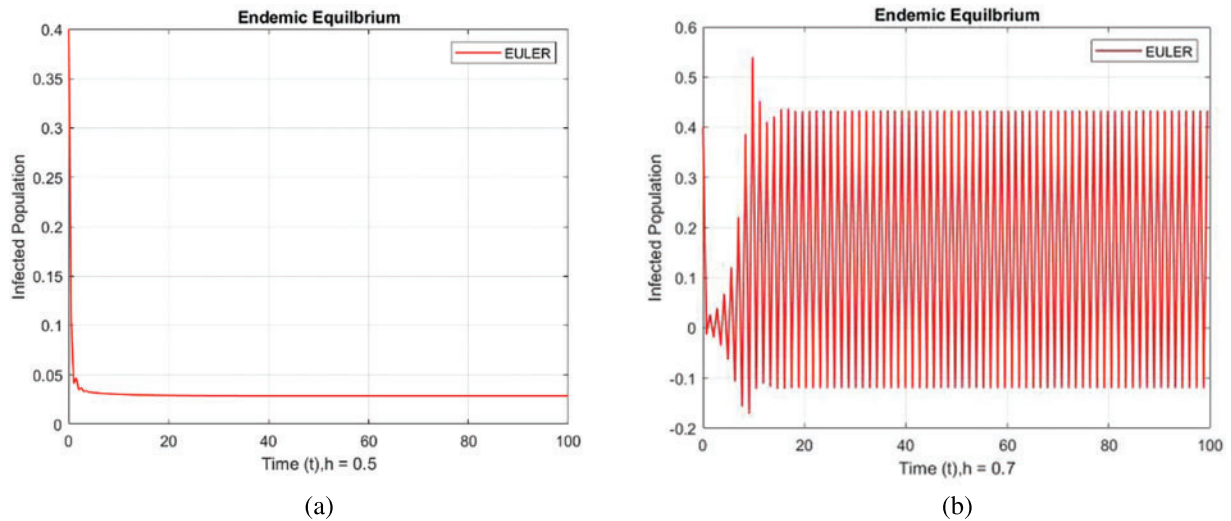 Endemic Equilbrium
EULER
0.4
0.35
0.3
0.25
0.2
0.15
0.1
0.05
0
Infected Population
0 20 40 60 80 100
Time (t),h = 0.5
(a)
Endemic Equilbrium
EULER
0.6
0.5
0.4
0.3
0.2
0.1
0
-0.1
-0.2
Infected Population
0 20 40 60 80 100
Time (t),h = 0.7
(b)